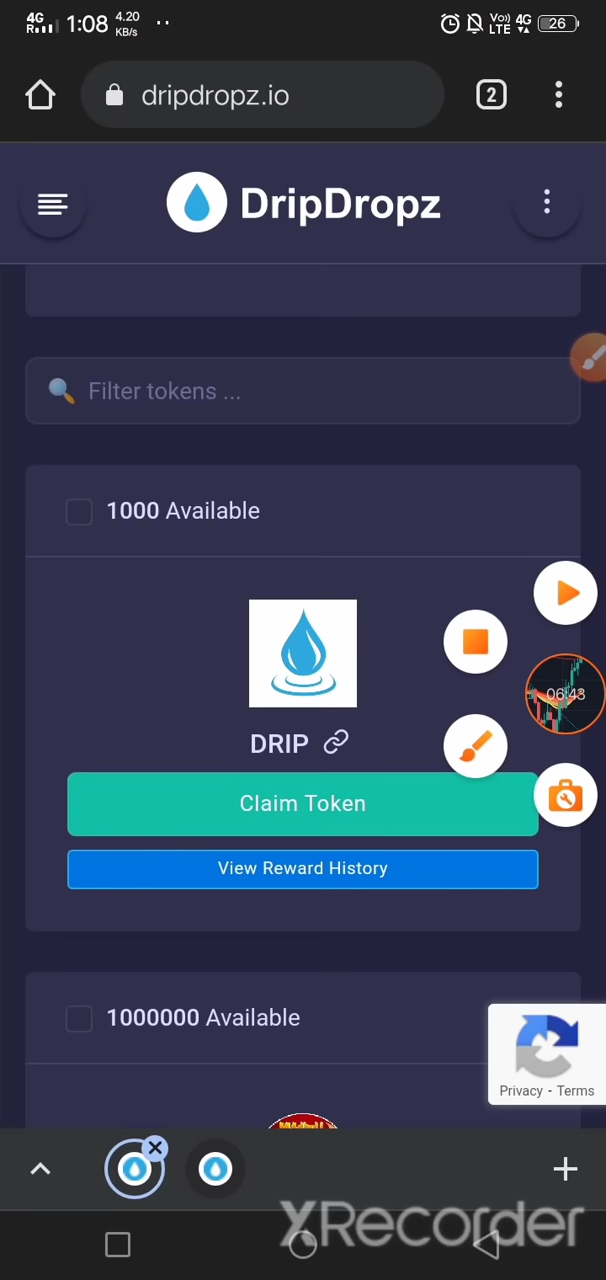 4G
R
1:08
4.20
KB/s
Vo)) 4G
LTE
26
dripdropz.io
2
DripDropz
Filter tokens ...
1000 Available
06:43
DRIP
Claim Token
View Reward History
1000000 Available
Privacy - Terms
XRecorder